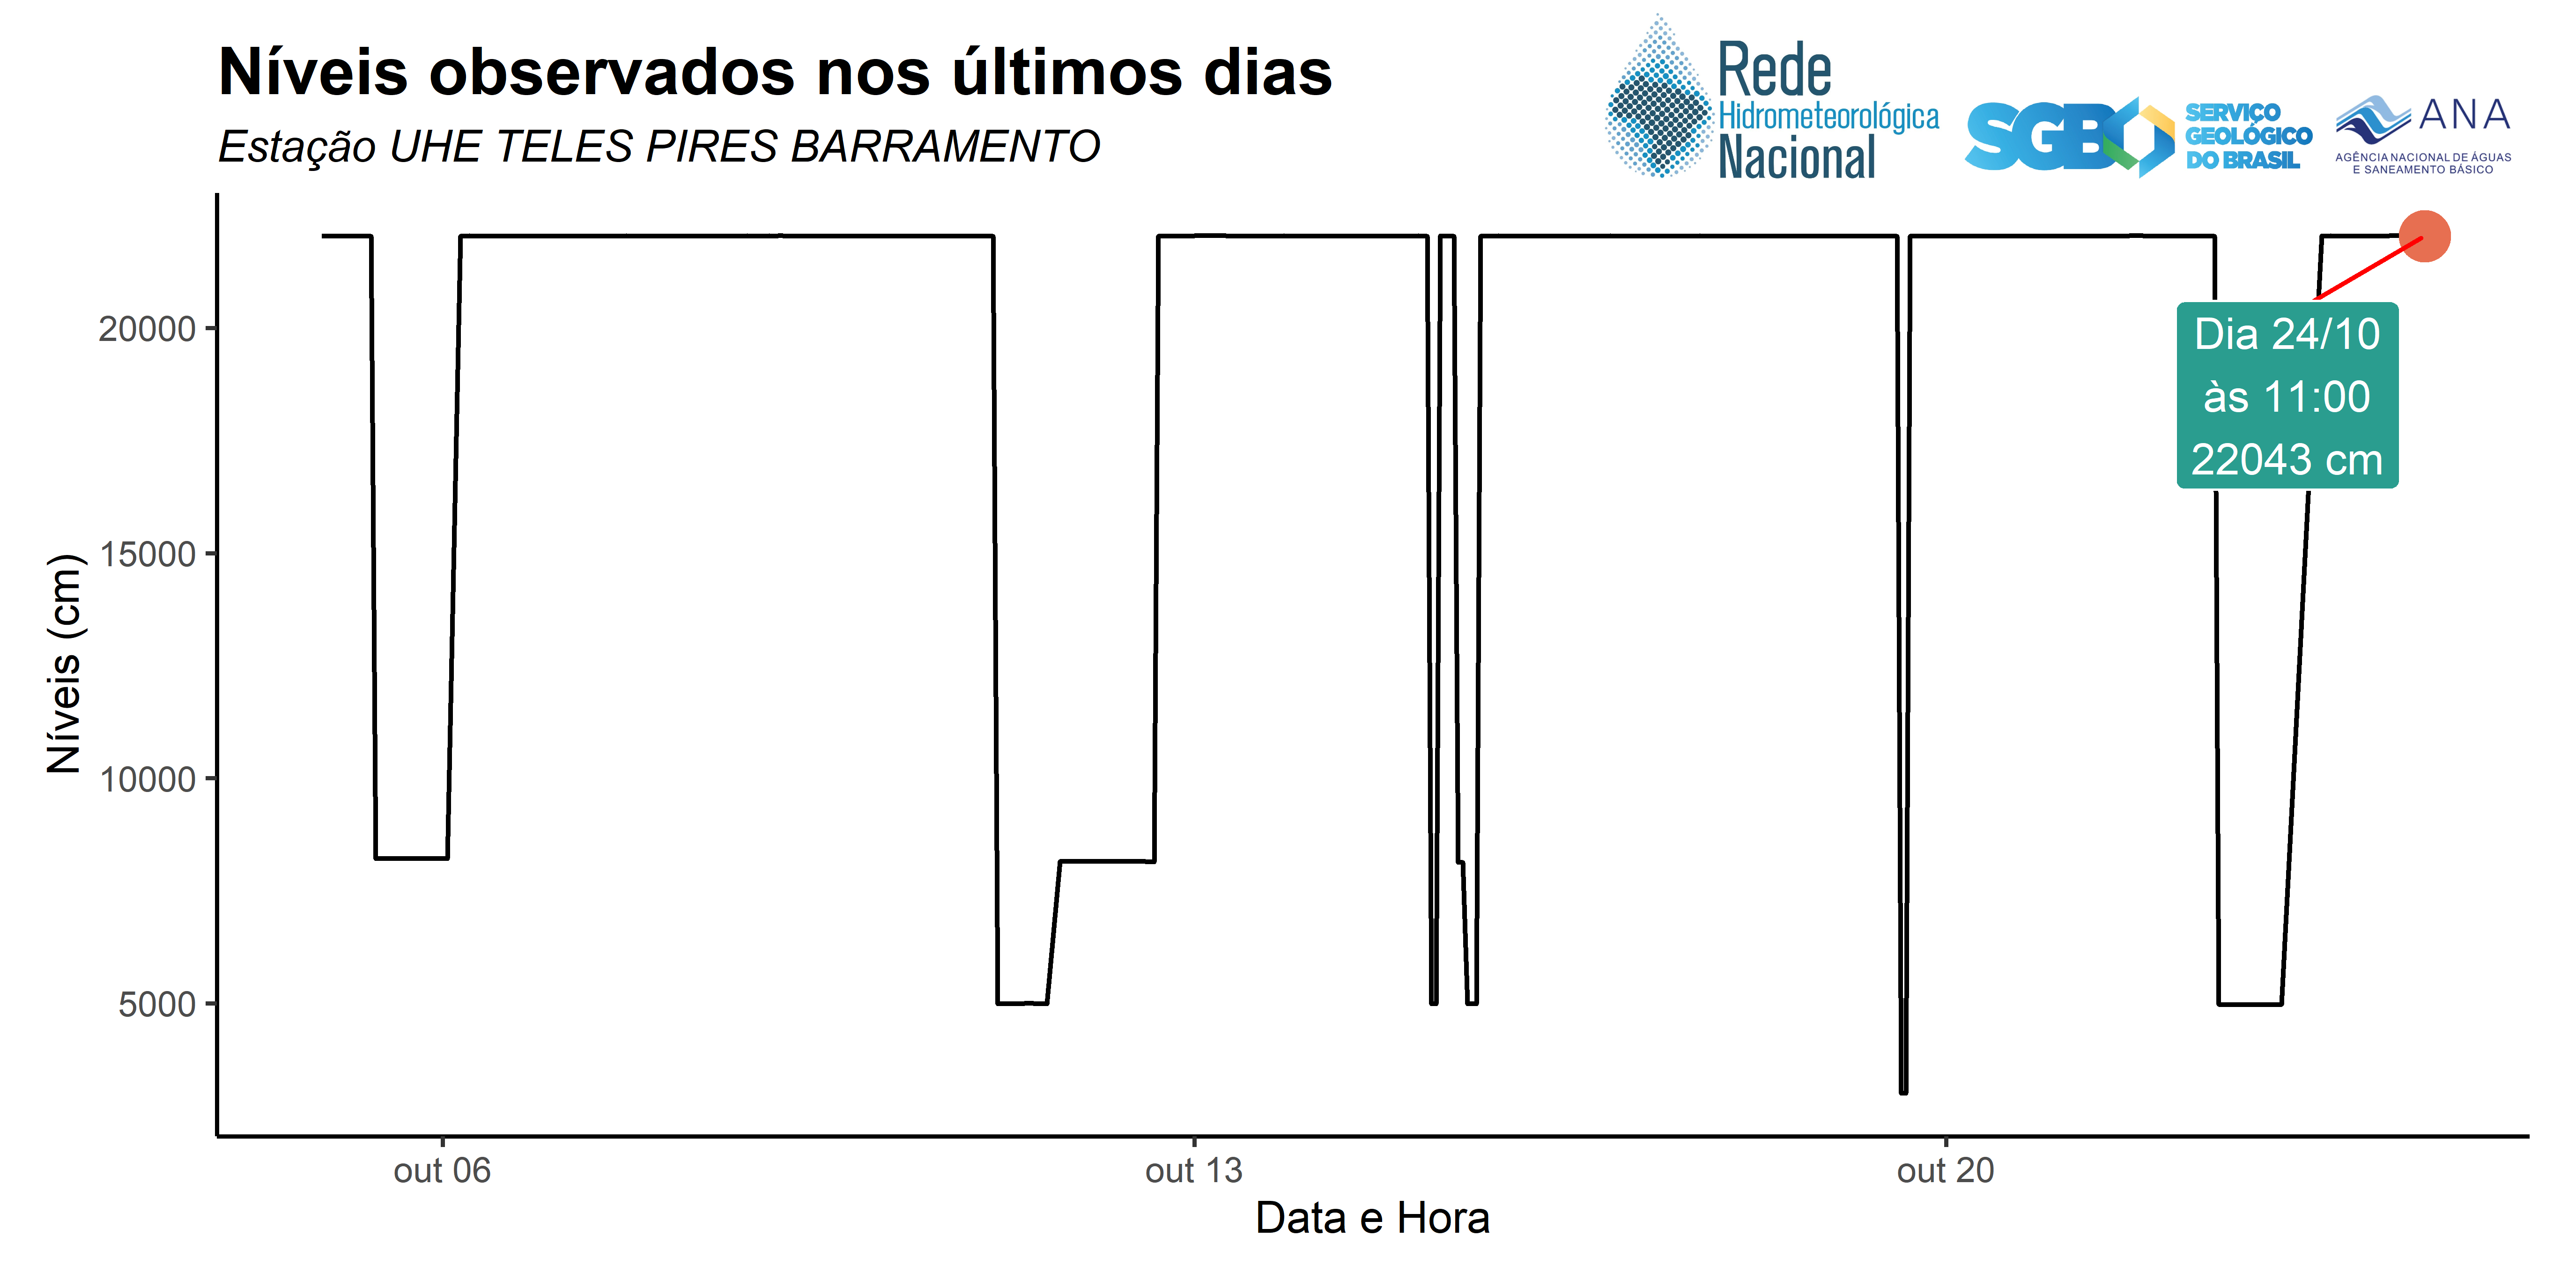 Níveis observados nos últimos dias
Estação UHE TELES PIRES BARRAMENTO
Rede
Hidrometeorológica
Nacional
SGB
SERVIÇO
GEOLÓGICO
DO BRASIL
ANA
AGÊNCIA NACIONAL DE ÁGUAS
E SANEAMENTO BÁSICO
Níveis (cm)
20000
15000
10000
5000
Dia 24/10
às 11:00
22043 cm
out 06
out 13
out 20
Data e Hora